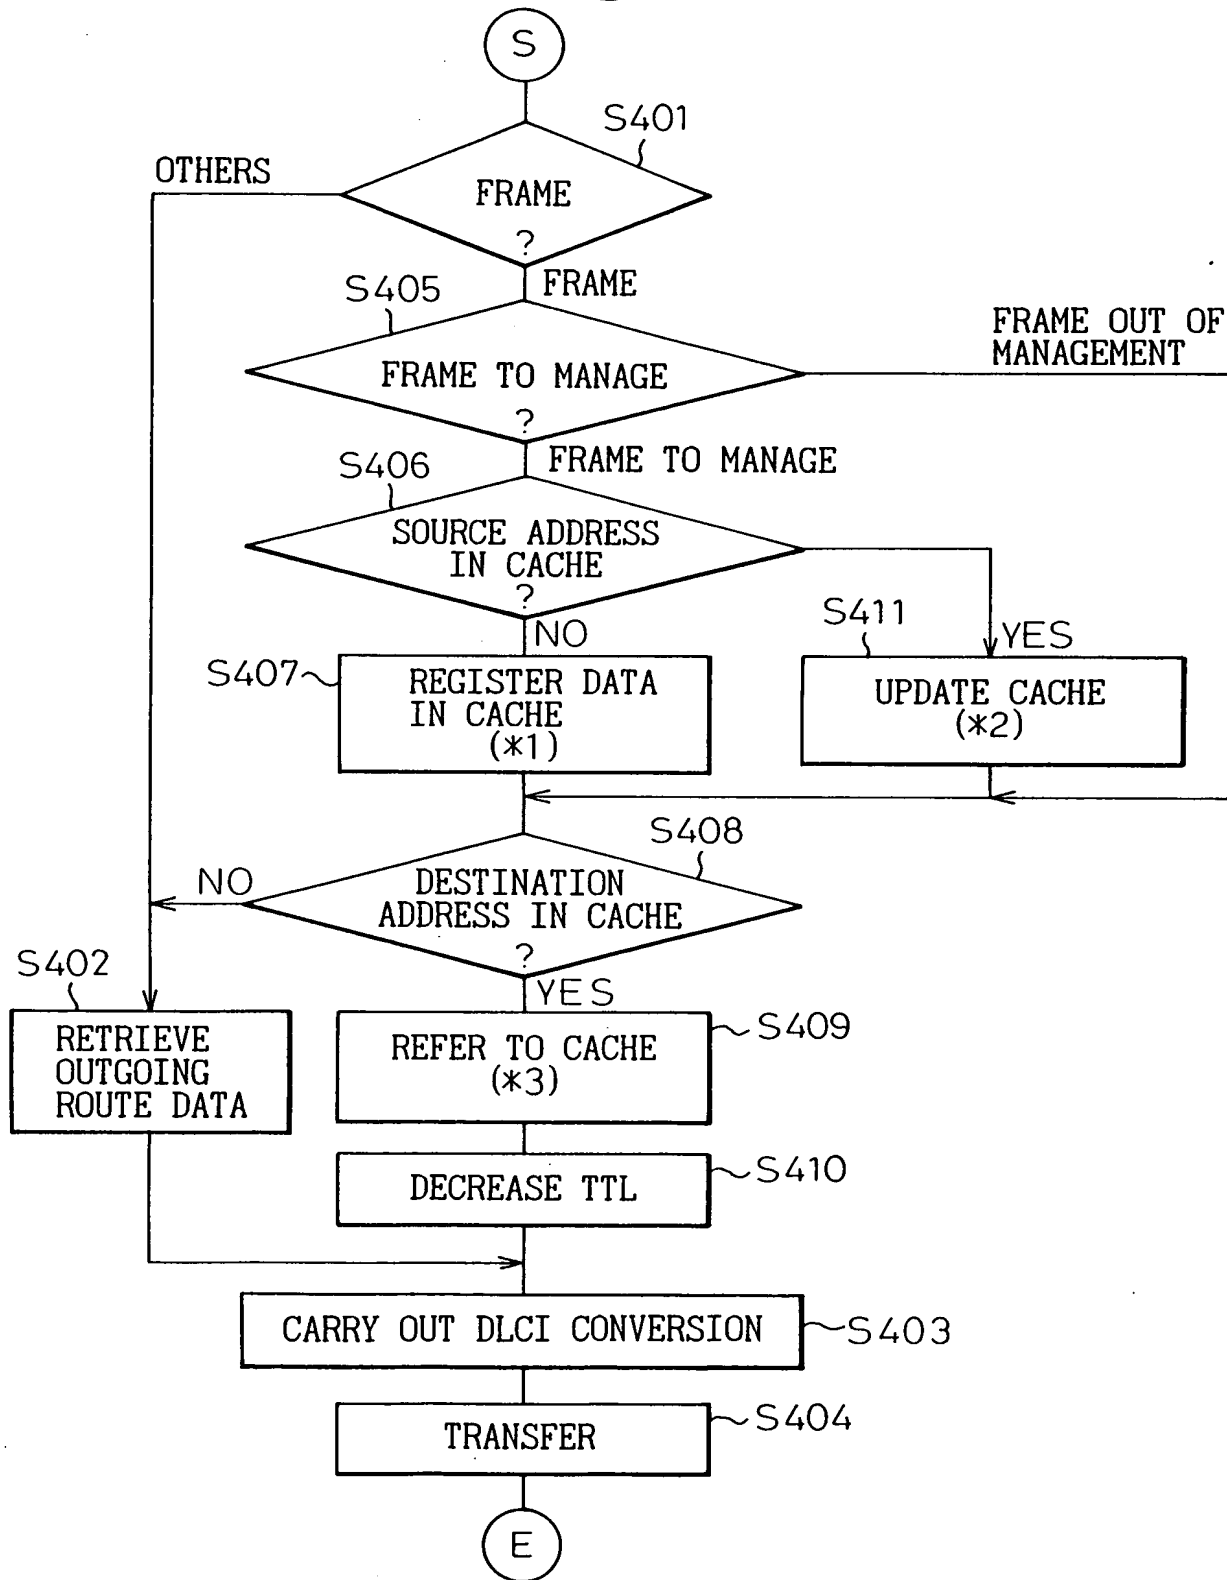 S
S401
OTHERS
FRAME
?
FRAME
S405
FRAME OUT OF
MANAGEMENT
FRAME TO MANAGE
?
FRAME TO MANAGE
S406
SOURCE ADDRESS
IN CACHE
?
NO
S411
YES
S407
REGISTER DATA
IN CACHE
(*1)
UPDATE CACHE
(*2)
S408
NO
DESTINATION
ADDRESS IN CACHE
?
S402
YES
RETRIEVE
OUTGOING
ROUTE DATA
REFER TO CACHE
(*3)
S409
DECREASE TTL
S410
CARRY OUT DLCI CONVERSION
S403
TRANSFER
S404
E